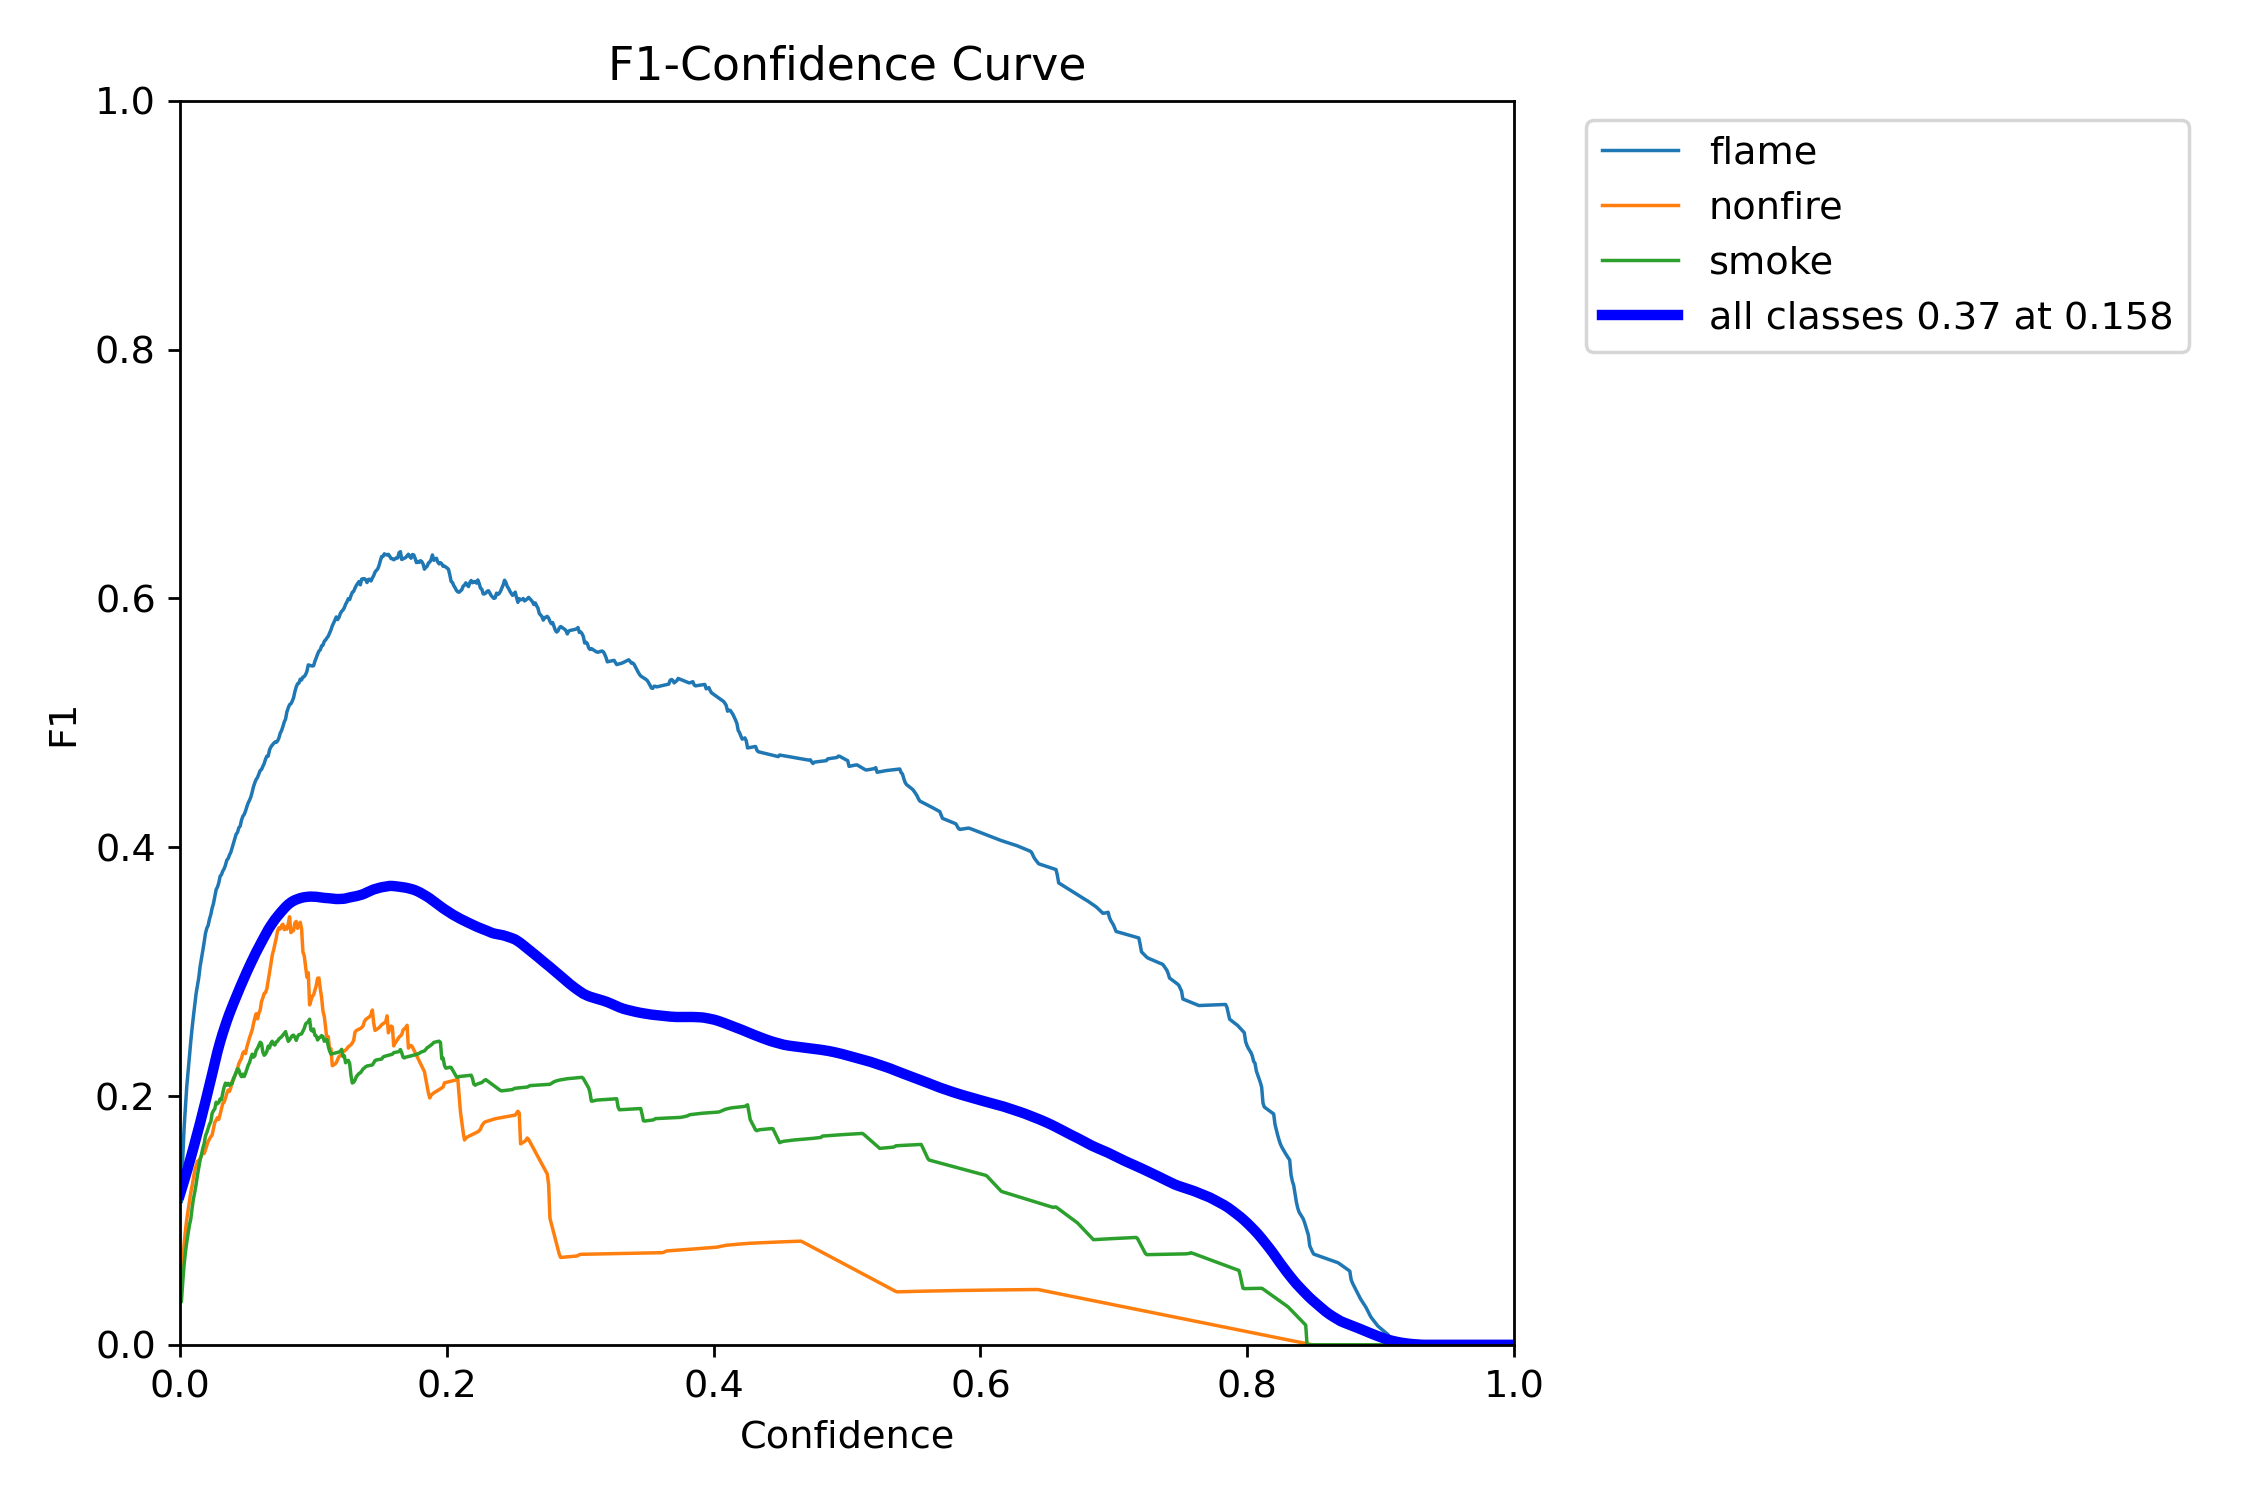 F1-Confidence Curve
1.0
0.8
0.6
0.4
0.2
0.0
F1
0.0 0.2 0.4 0.6 0.8 1.0
Confidence
flame
nonfire
smoke
all classes 0.37 at 0.158